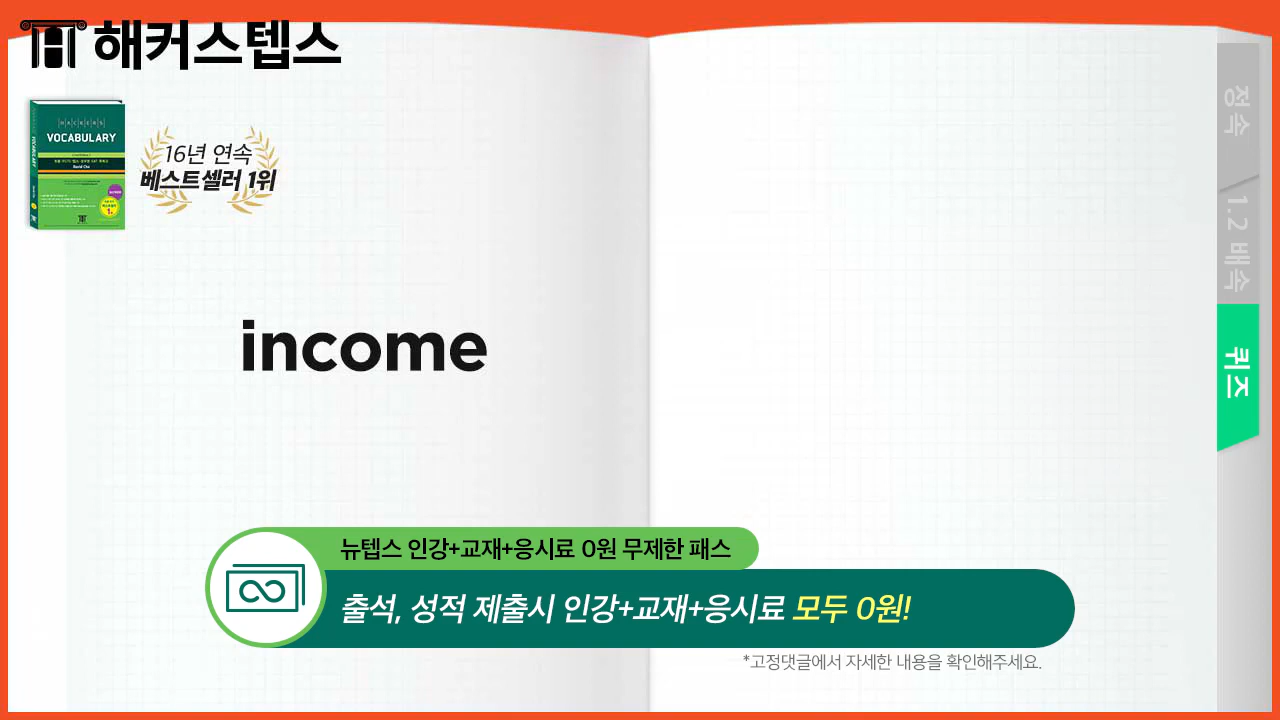 해커스텝스
HACKERS
VOCABULARY
David Cho
16년 연속
베스트셀러 1위
income
정속
1.2 배속
퀴즈
뉴텝스 인강+교재+응시료 0원 무제한 패스
출석, 성적 제출시 인강+교재+응시료 모두 0원!
*고정댓글에서 자세한 내용을 확인해주세요.